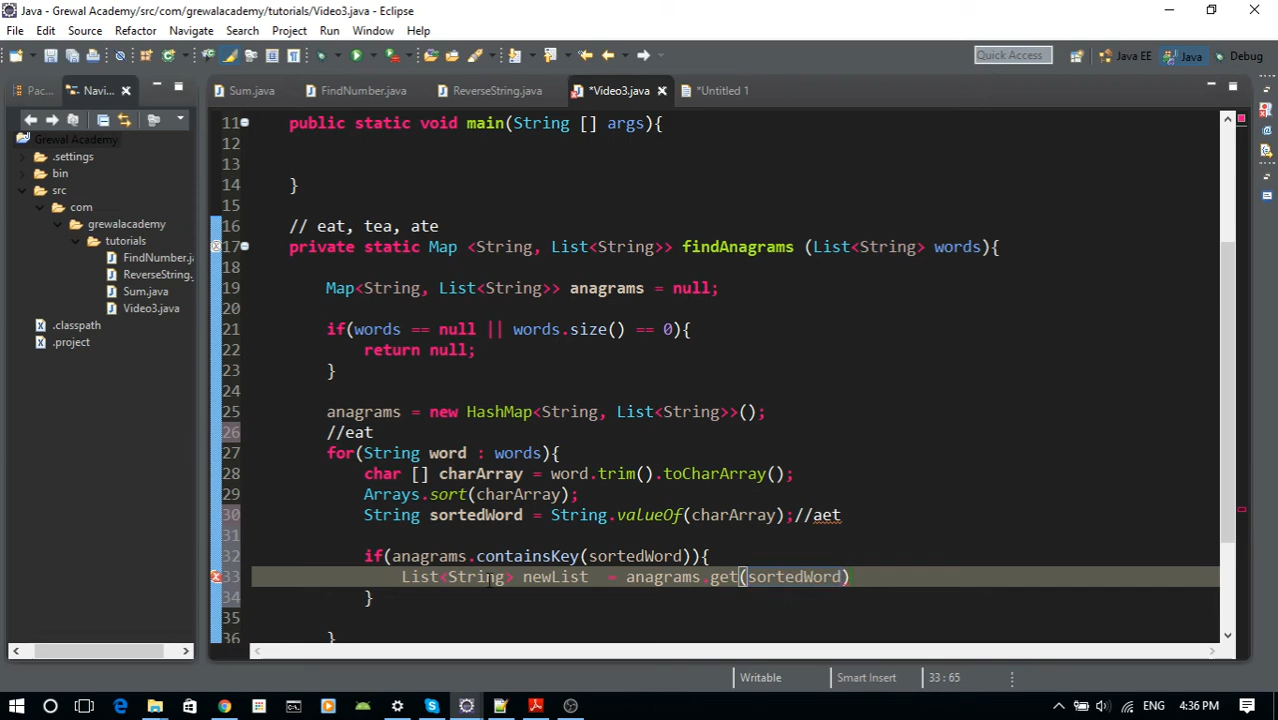 Java - Grewal Academy/src/com/grewalacademy/tutorials/Video3.java - Eclipse
File Edit Source Refactor Navigate Search Project Run Window Help
Quick Access Java EE Java Debug
Pac... Navi... Sum.java FindNumber.java ReverseString.java *Video3.java *Untitled 1
Grewal Academy
.settings
bin
src
com
grewalacademy
tutorials
FindNumber.j
ReverseString.
Sum.java
Video3.java
.classpath
.project
11 public static void main(String [] args){
12
13
14 }
15
16 // eat, tea, ate
17 private static Map <String, List<String>> findAnagrams (List<String> words){
18
19 Map<String, List<String>> anagrams = null;
20
21 if(words == null || words.size() == 0){
22 return null;
23 }
24
25 anagrams = new HashMap<String, List<String>>();
26 //eat
27 for(String word : words){
28 char [] charArray = word.trim().toCharArray();
29 Arrays.sort(charArray);
30 String sortedWord = String.valueOf(charArray);//aet
31
32 if(anagrams.containsKey(sortedWord)){
33 List<String> newList  = anagrams.get(sortedWord)
34 }
35
36 }
Writable Smart Insert 33 : 65
ENG 4:36 PM